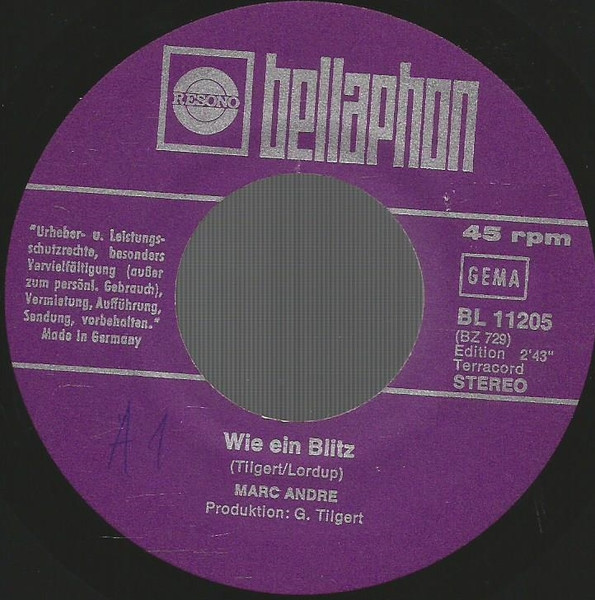 RESONO
bellaphon
"Urheber- u. Leistungs-
schutzrechte, besonders
Vervielfältigung (außer
zum persönl. Gebrauch),
Vermietung, Aufführung,
Sendung, vorbehalten."
Made in Germany
45 rpm
GEMA
BL 11205
(BZ 729)
Edition 2'43"
Terracord
STEREO
A 1
Wie ein Blitz
(Tilgert/Lordup)
MARC ANDRE
Produktion: G. Tilgert